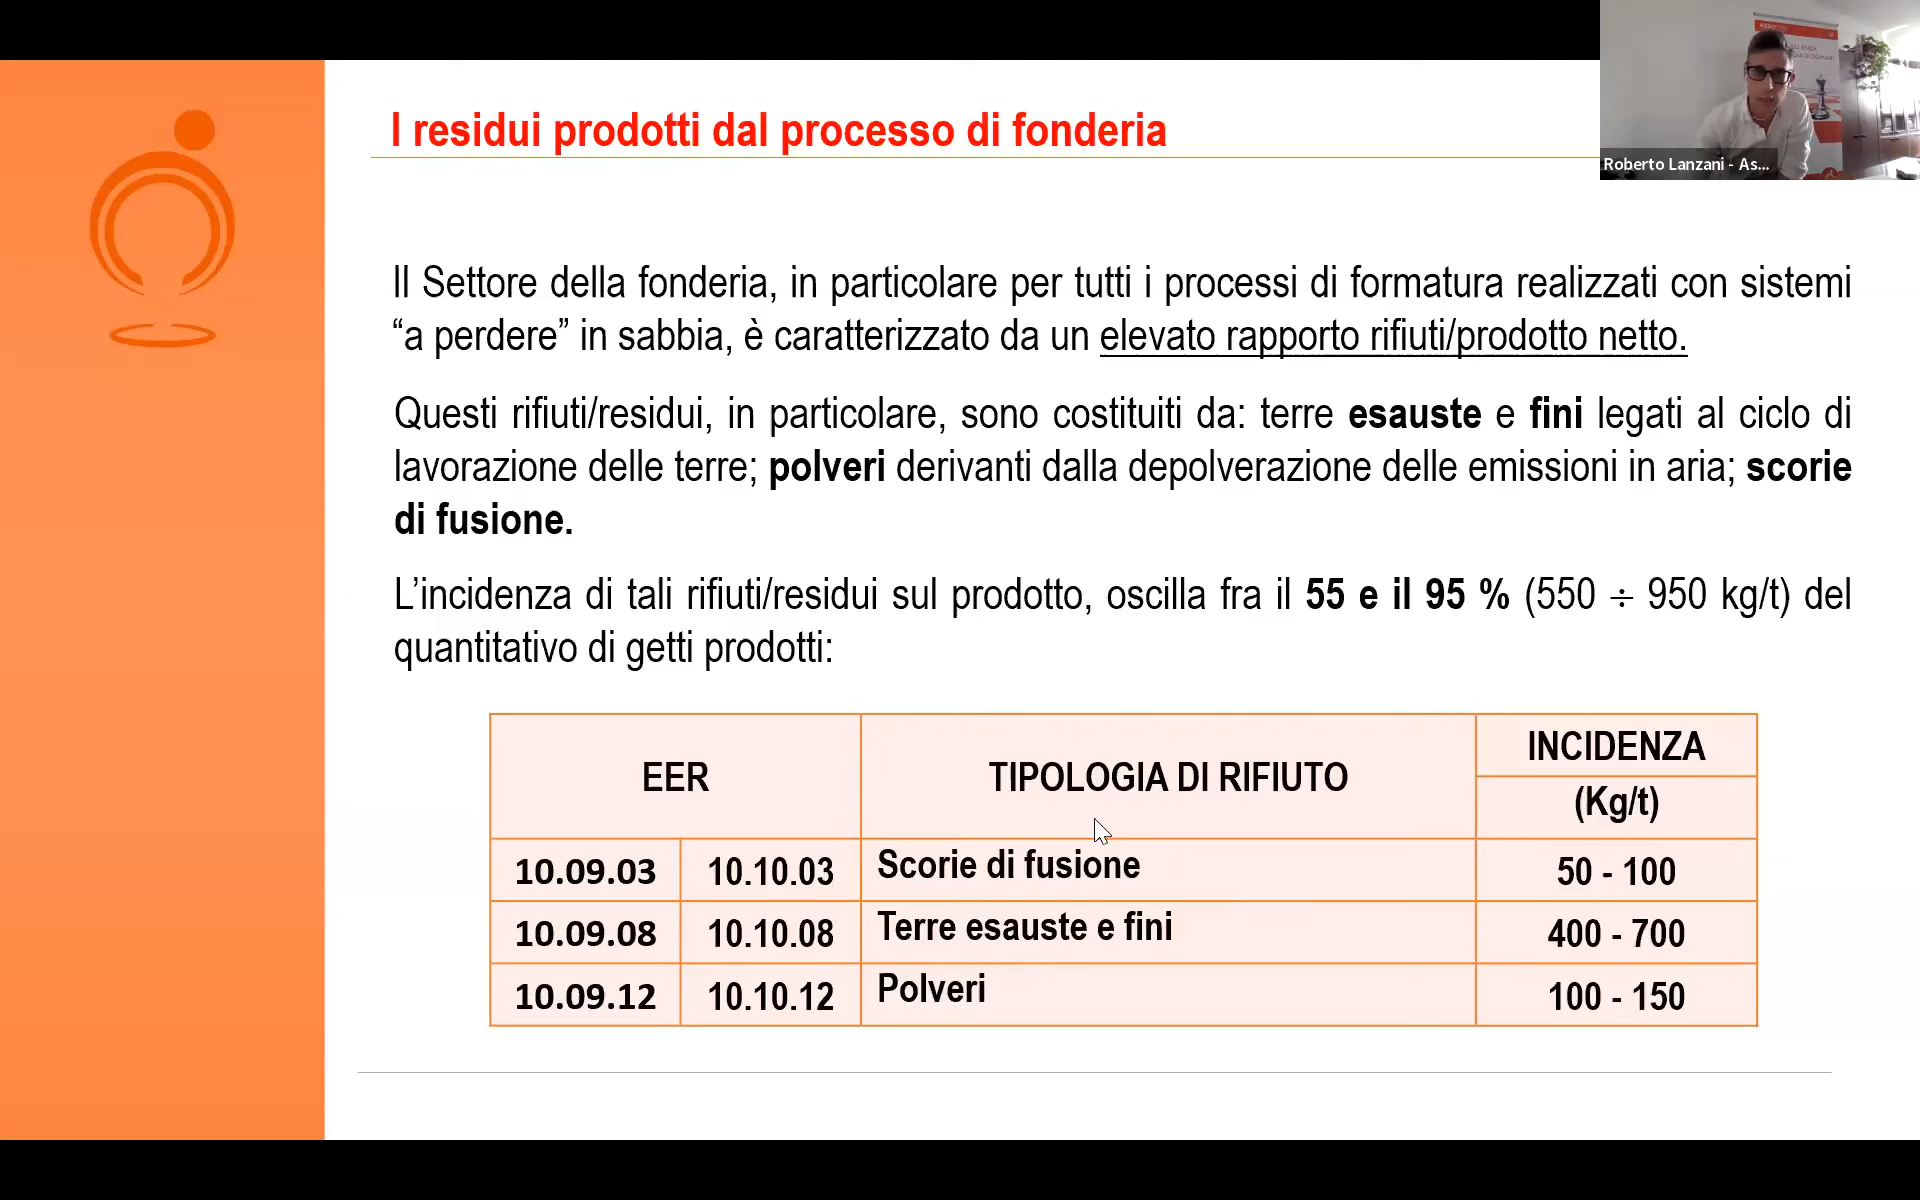 I residui prodotti dal processo di fonderia
Roberto Lanzani - As...
Il Settore della fonderia, in particolare per tutti i processi di formatura realizzati con sistemi
“a perdere” in sabbia, è caratterizzato da un elevato rapporto rifiuti/prodotto netto.
Questi rifiuti/residui, in particolare, sono costituiti da: terre esauste e fini legati al ciclo di
lavorazione delle terre; polveri derivanti dalla depolverazione delle emissioni in aria; scorie
di fusione.
L’incidenza di tali rifiuti/residui sul prodotto, oscilla fra il 55 e il 95 % (550 ÷ 950 kg/t) del
quantitativo di getti prodotti:
EER TIPOLOGIA DI RIFIUTO INCIDENZA
(Kg/t)
10.09.03 10.10.03 Scorie di fusione 50 - 100
10.09.08 10.10.08 Terre esauste e fini 400 - 700
10.09.12 10.10.12 Polveri 100 - 150